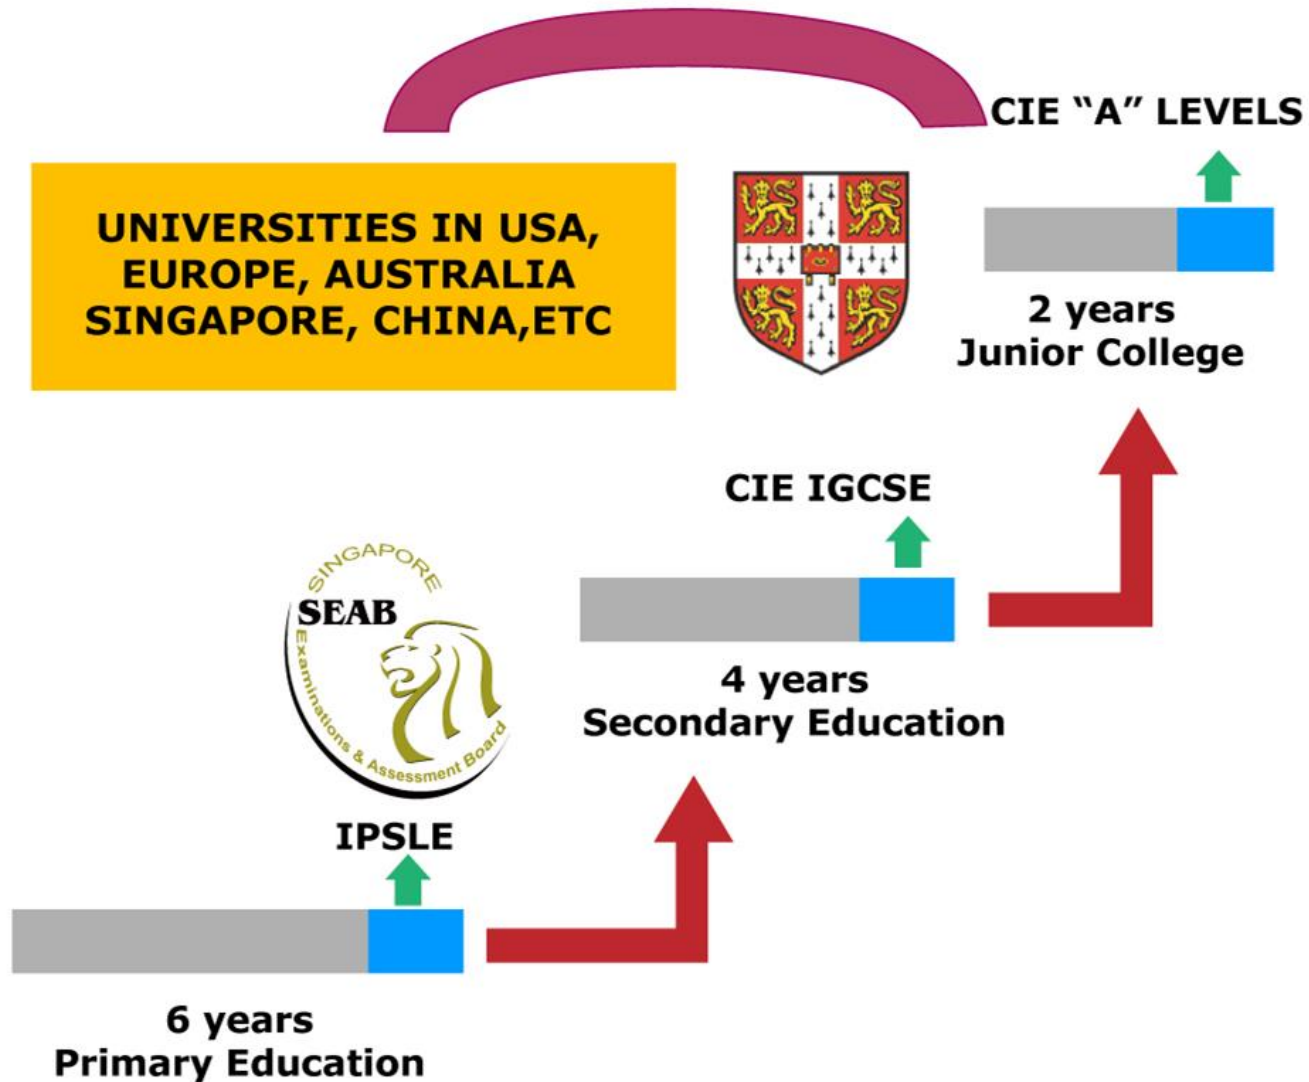 CIE “A” LEVELS
UNIVERSITIES IN USA,
EUROPE, AUSTRALIA
SINGAPORE, CHINA,ETC
2 years
Junior College
CIE IGCSE
SINGAPORE
SEAB
Examinations & Assessment Board
4 years
Secondary Education
IPSLE
6 years
Primary Education